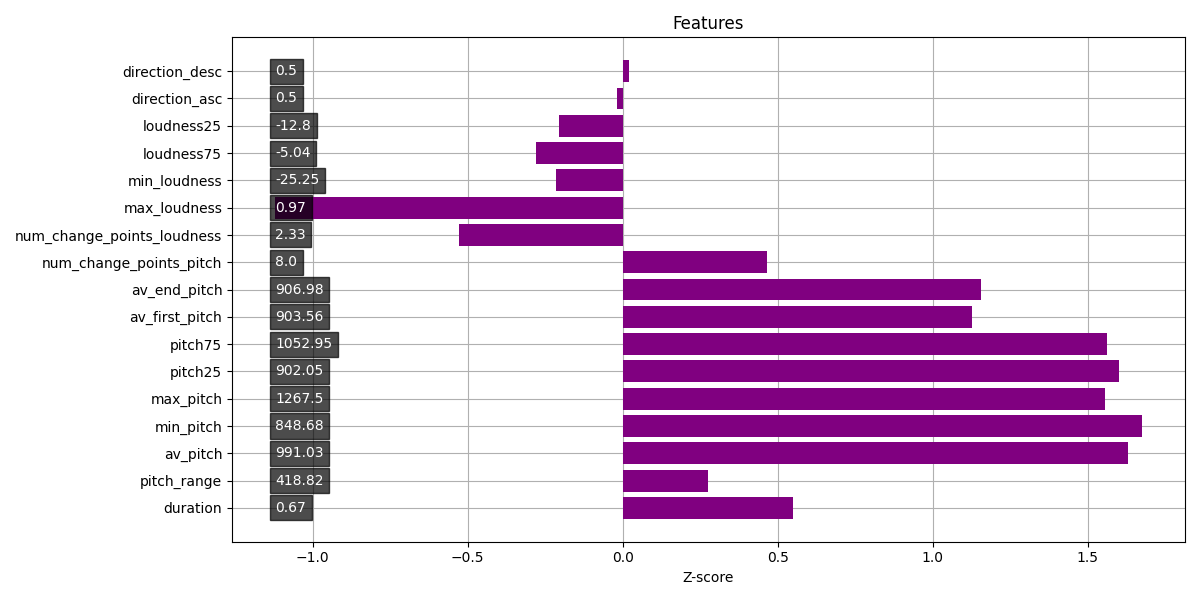 Features
direction_desc 0.5
direction_asc 0.5
loudness25 -12.8
loudness75 -5.04
min_loudness -25.25
max_loudness 0.97
num_change_points_loudness 2.33
num_change_points_pitch 8.0
av_end_pitch 906.98
av_first_pitch 903.56
pitch75 1052.95
pitch25 902.05
max_pitch 1267.5
min_pitch 848.68
av_pitch 991.03
pitch_range 418.82
duration 0.67
−1.0 −0.5 0.0 0.5 1.0 1.5
Z-score